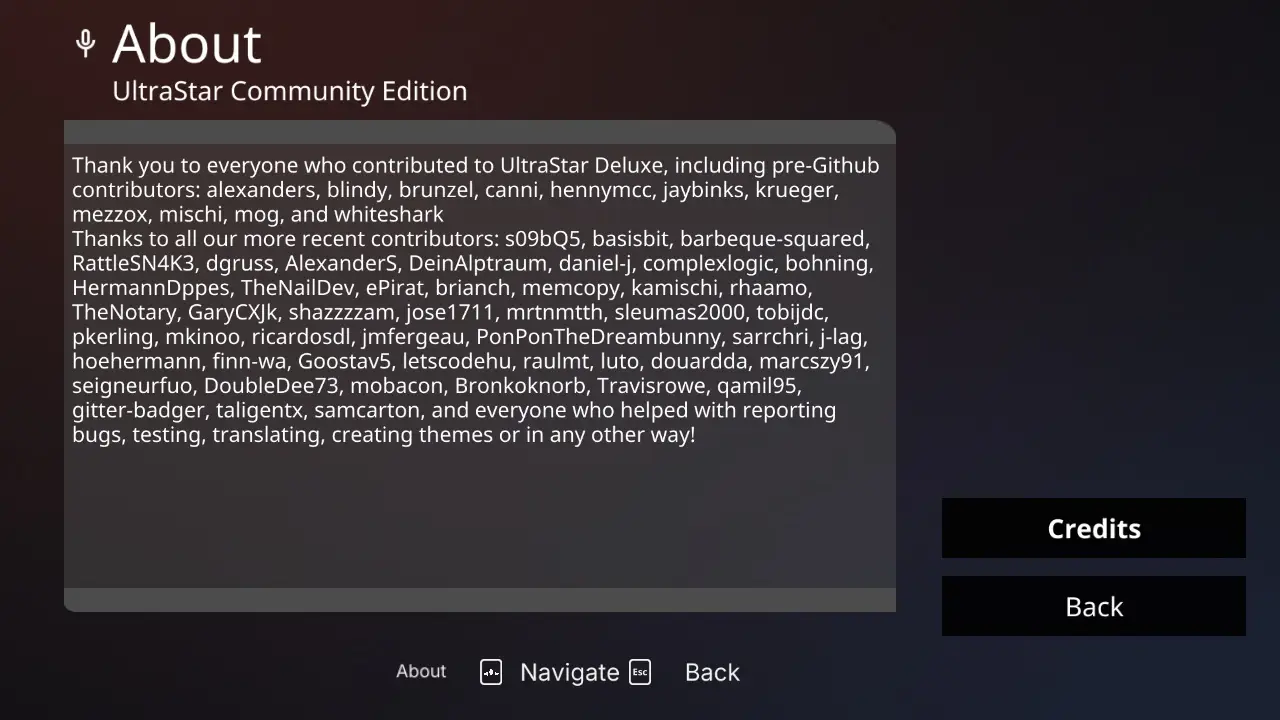 About
UltraStar Community Edition
Thank you to everyone who contributed to UltraStar Deluxe, including pre-Github
contributors: alexanders, blindy, brunzel, canni, hennymcc, jaybinks, krueger,
mezzox, mischi, mog, and whiteshark
Thanks to all our more recent contributors: s09bQ5, basisbit, barbeque-squared,
RattleSN4K3, dgruss, AlexanderS, DeinAlptraum, daniel-j, complexlogic, bohning,
HermannDppes, TheNailDev, ePirat, brianch, memcopy, kamischi, rhaamo,
TheNotary, GaryCXJk, shazzzzam, jose1711, mrtnmtth, sleumas2000, tobijdc,
pkerling, mkinoo, ricardosdl, jmfergeau, PonPonTheDreambunny, sarrchri, j-lag,
hoehermann, finn-wa, Goostav5, letscodehu, raulmt, luto, douardda, marcszy91,
seigneurfuo, DoubleDee73, mobacon, Bronkoknorb, Travisrowe, qamil95,
gitter-badger, taligentx, samcarton, and everyone who helped with reporting
bugs, testing, translating, creating themes or in any other way!
Credits
Back
About Navigate Esc Back